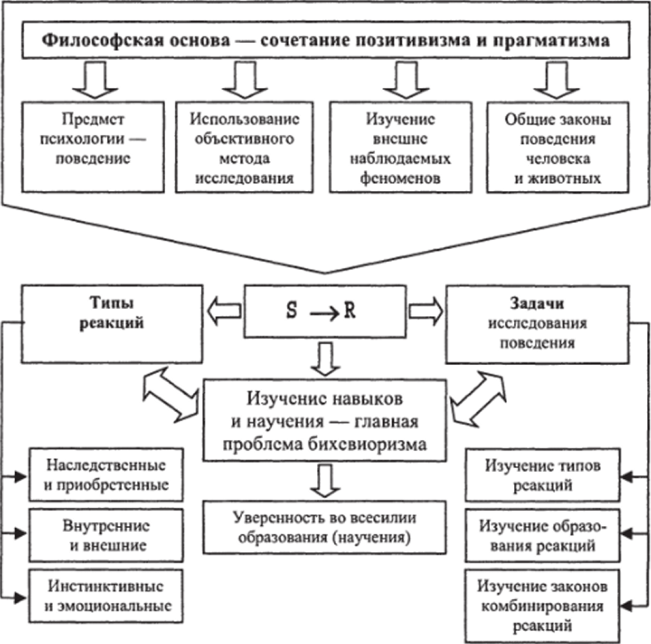 Философская основа — сочетание позитивизма и прагматизма
Предмет
психологии —
поведение
Использование
объективного
метода
исследования
Изучение
внешне
наблюдаемых
феноменов
Общие законы
поведения
человека
и животных
Типы
реакций
S → R
Задачи
исследования
поведения
Изучение навыков
и научения — главная
проблема бихевиоризма
Наследственные
и приобретенные
Внутренние
и внешние
Инстинктивные
и эмоциональные
Уверенность во всесилии
образования (научения)
Изучение типов
реакций
Изучение образо-
вания реакций
Изучение законов
комбинирования
реакций